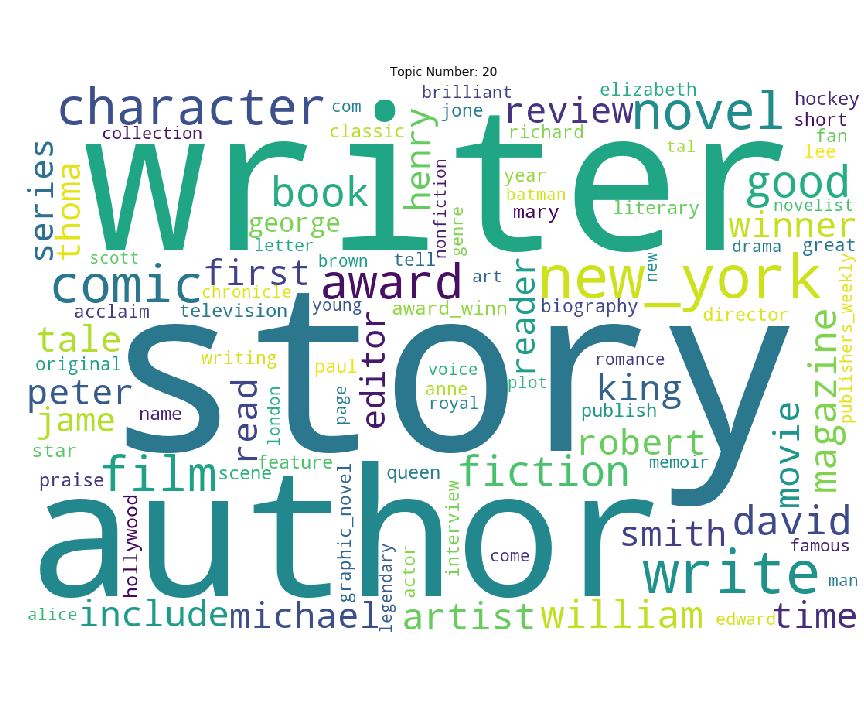 Topic Number: 20
brilliant
elizabeth
character
com
jone
review
novel
hockey
short
collection
classic
henry
richard
fan
writer
tal
lee
series
thoma
book
year
batman
good
nonfiction
george
mary
literary
novelist
genre
winner
letter
drama
great
scott
brown
tell
new
comic
first
award
art
new_york
reader
publishers_weekly
chronicle
acclaim
television
young
award_winn
biography
director
story
tale
original
writing
paul
page
editor
voice
romance
magazine
peter
read
anne
plot
king
jame
name
london
royal
publish
movie
star
robert
film
scene
feature
queen
fiction
memoir
praise
hollywood
graphic_novel
author
interview
smith
david
actor
come
famous
legendary
write
man
alice
include
michael
artist
william
edward
time